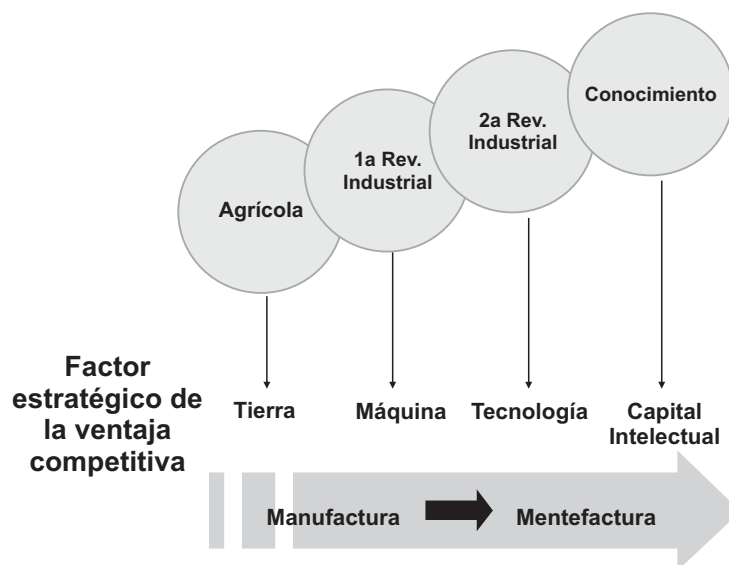 Conocimiento
2a Rev.
Industrial
1a Rev.
Industrial
Agrícola
Factor
estratégico de
la ventaja
competitiva
Tierra
Máquina
Tecnología
Capital
Intelectual
Manufactura
Mentefactura